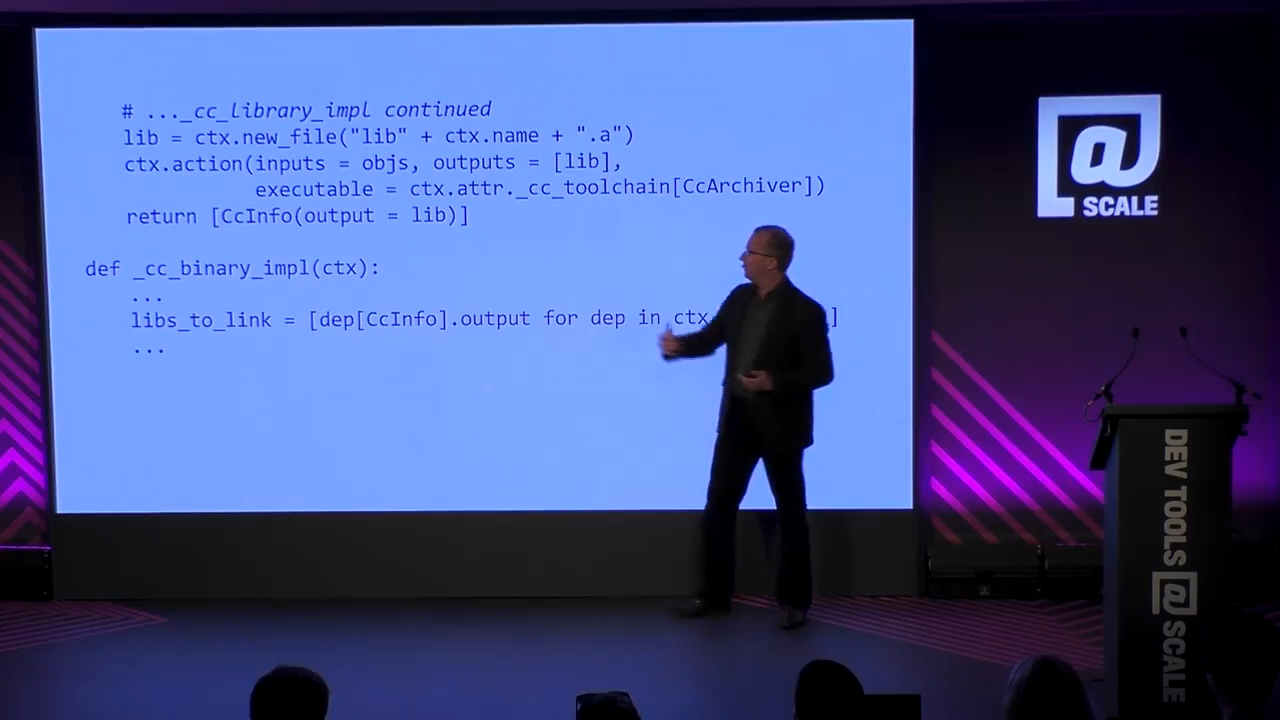 # ..._cc_library_impl continued
lib = ctx.new_file("lib" + ctx.name + ".a")
ctx.action(inputs = objs, outputs = [lib],
executable = ctx.attr._cc_toolchain[CcArchiver])
return [CcInfo(output = lib)]
def _cc_binary_impl(ctx):
...
libs_to_link = [dep[CcInfo].output for dep in ctx ]
...
@
SCALE
DEV TOOLS @ SCALE